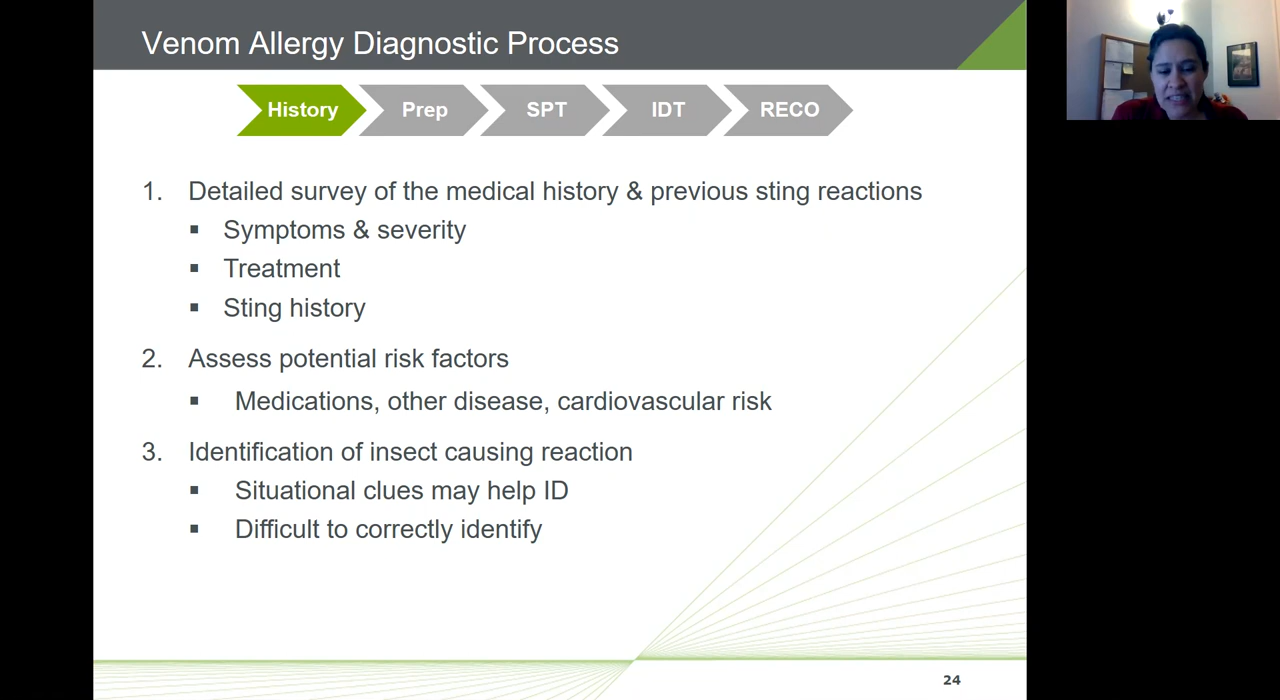 Venom Allergy Diagnostic Process
History Prep SPT IDT RECO
1. Detailed survey of the medical history & previous sting reactions
▪ Symptoms & severity
▪ Treatment
▪ Sting history
2. Assess potential risk factors
▪ Medications, other disease, cardiovascular risk
3. Identification of insect causing reaction
▪ Situational clues may help ID
▪ Difficult to correctly identify
24